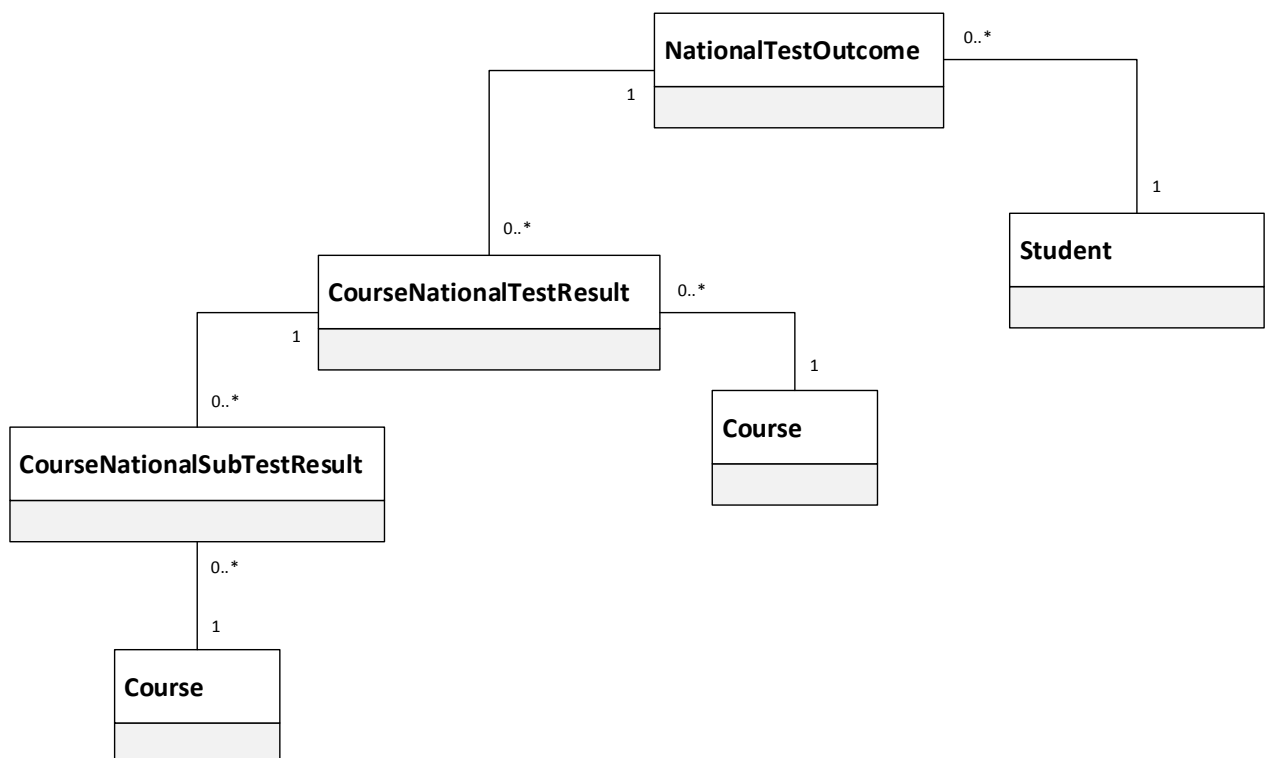 NationalTestOutcome
0..*
1
1
Student
0..*
CourseNationalTestResult
0..*
1
1
Course
0..*
CourseNationalSubTestResult
0..*
1
Course